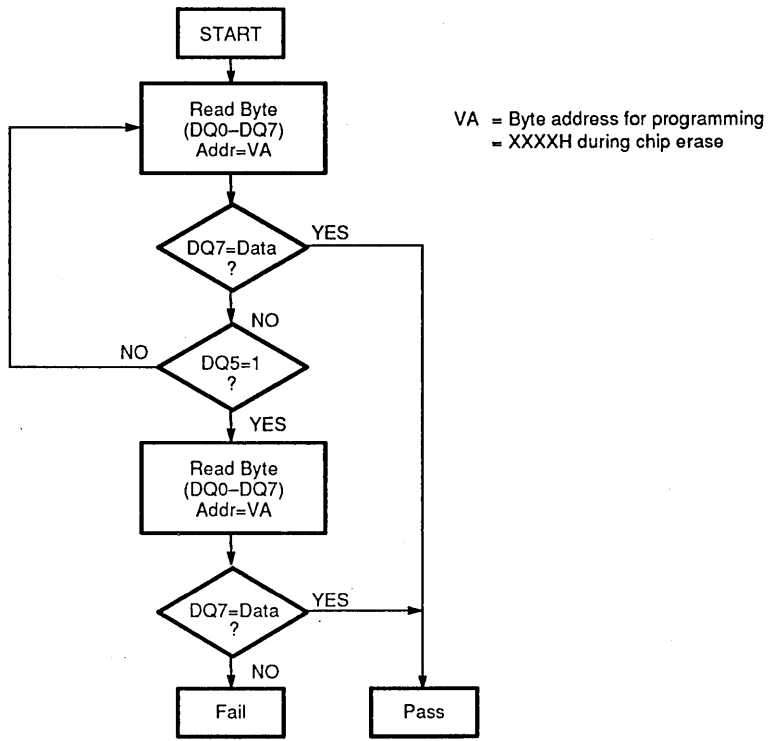 START
Read Byte
(DQ0–DQ7)
Addr=VA
VA = Byte address for programming
= XXXXH during chip erase
DQ7=Data
?
YES
NO
DQ5=1
?
NO
YES
Read Byte
(DQ0–DQ7)
Addr=VA
DQ7=Data
?
YES
NO
Fail
Pass